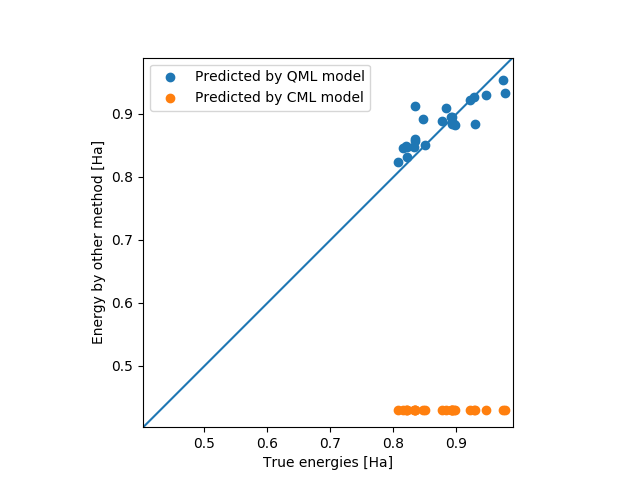 Predicted by QML model
Predicted by CML model
Energy by other method [Ha]
0.9
0.8
0.7
0.6
0.5
0.5 0.6 0.7 0.8 0.9
True energies [Ha]